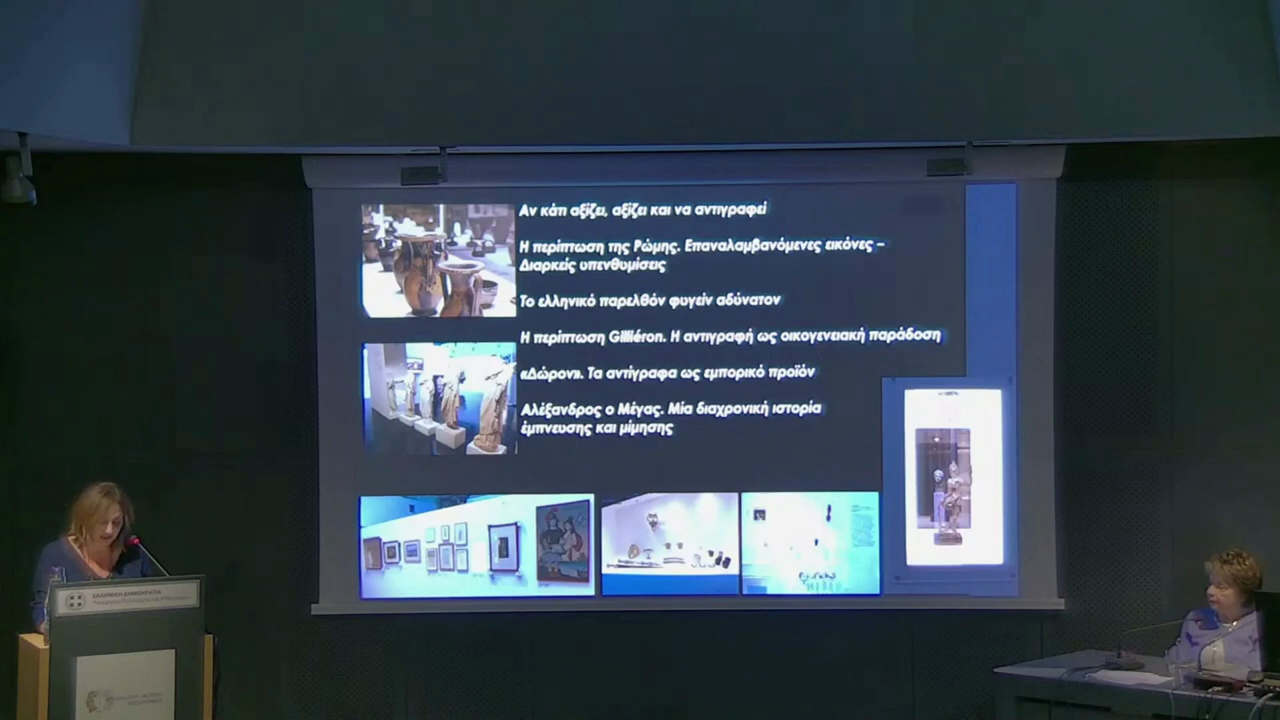 Αν κάτι αξίζει, αξίζει και να αντιγραφεί
Η περίπτωση της Ρώμης. Επαναλαμβανόμενες εικόνες –
Διαρκείς υπενθυμίσεις
Το ελληνικό παρελθόν φυγείν αδύνατον
Η περίπτωση Gilliéron. Η αντιγραφή ως οικογενειακή παράδοση
«Δώρον». Τα αντίγραφα ως εμπορικό προϊόν
Αλέξανδρος ο Μέγας. Μία διαχρονική ιστορία
έμπνευσης και μίμησης
ΕΛΛΗΝΙΚΗ ΔΗΜΟΚΡΑΤΙΑ